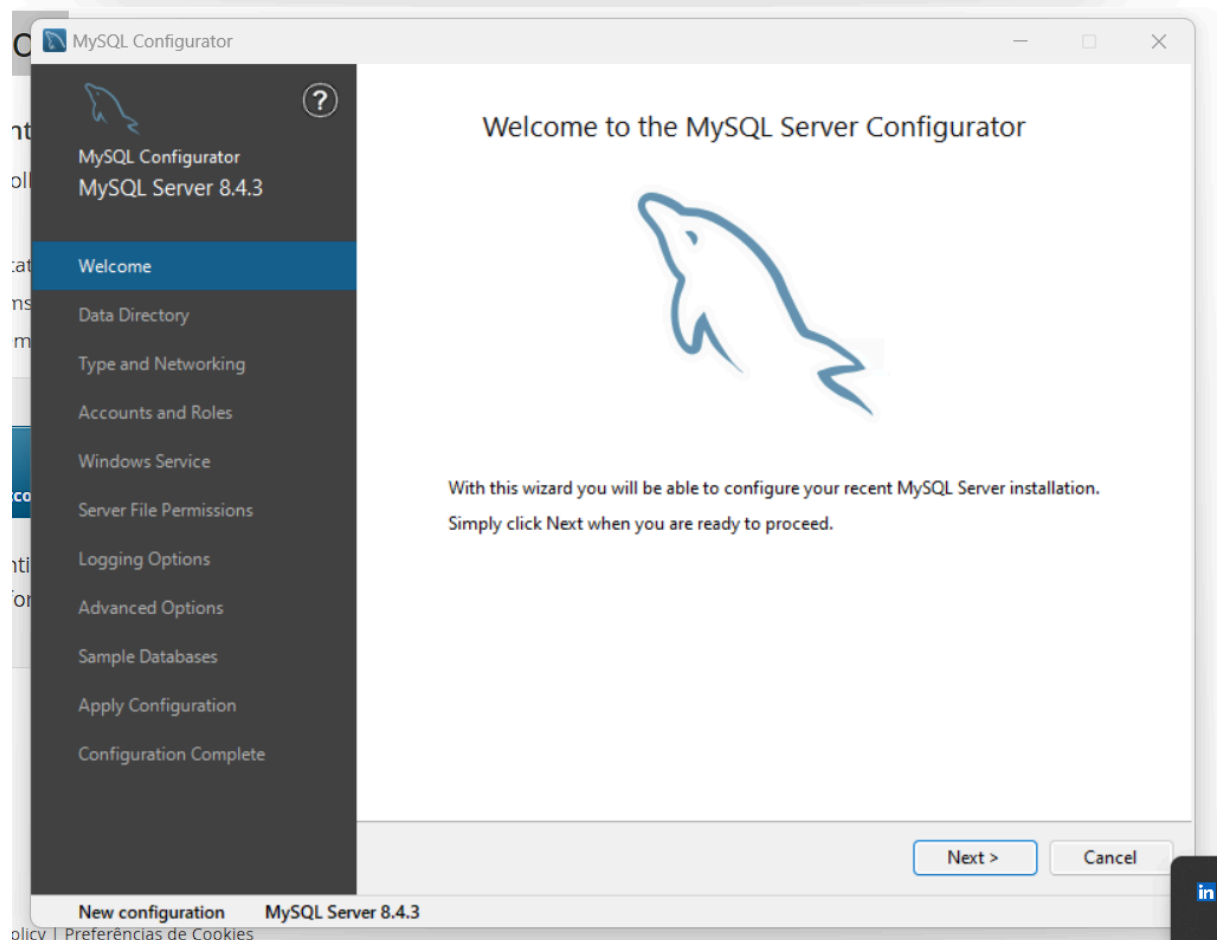 MySQL Configurator
MySQL Configurator
MySQL Server 8.4.3
Welcome
Data Directory
Type and Networking
Accounts and Roles
Windows Service
Server File Permissions
Logging Options
Advanced Options
Sample Databases
Apply Configuration
Configuration Complete
Welcome to the MySQL Server Configurator
With this wizard you will be able to configure your recent MySQL Server installation.
Simply click Next when you are ready to proceed.
Next >
Cancel
New configuration MySQL Server 8.4.3
in
| Preferências de Cookies